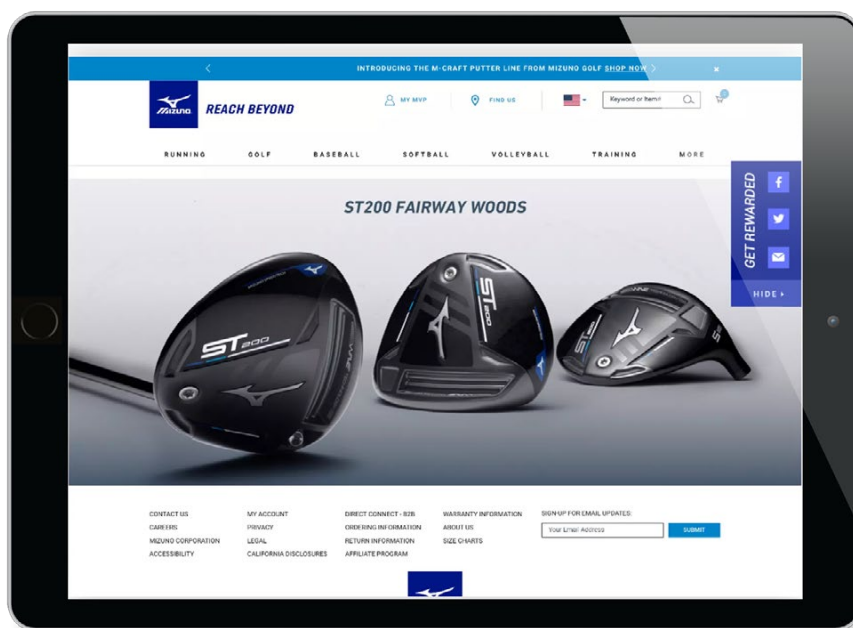 INTRODUCING THE M-CRAFT PUTTER LINE FROM MIZUNO GOLF SHOP NOW
MIZUNO
REACH BEYOND
MY MVP
FIND US
Keyword or Item#
RUNNING
GOLF
BASEBALL
SOFTBALL
VOLLEYBALL
TRAINING
MORE
GET REWARDED
HIDE
ST200 FAIRWAY WOODS
ST200
ST200
ST
CONTACT US
CAREERS
MIZUNO CORPORATION
ACCESSIBILITY
MY ACCOUNT
PRIVACY
LEGAL
CALIFORNIA DISCLOSURES
DIRECT CONNECT - B2B
ORDERING INFORMATION
RETURN INFORMATION
AFFILIATE PROGRAM
WARRANTY INFORMATION
ABOUT US
SIZE CHARTS
SIGN-UP FOR EMAIL UPDATES:
Your Email Address
SUBMIT